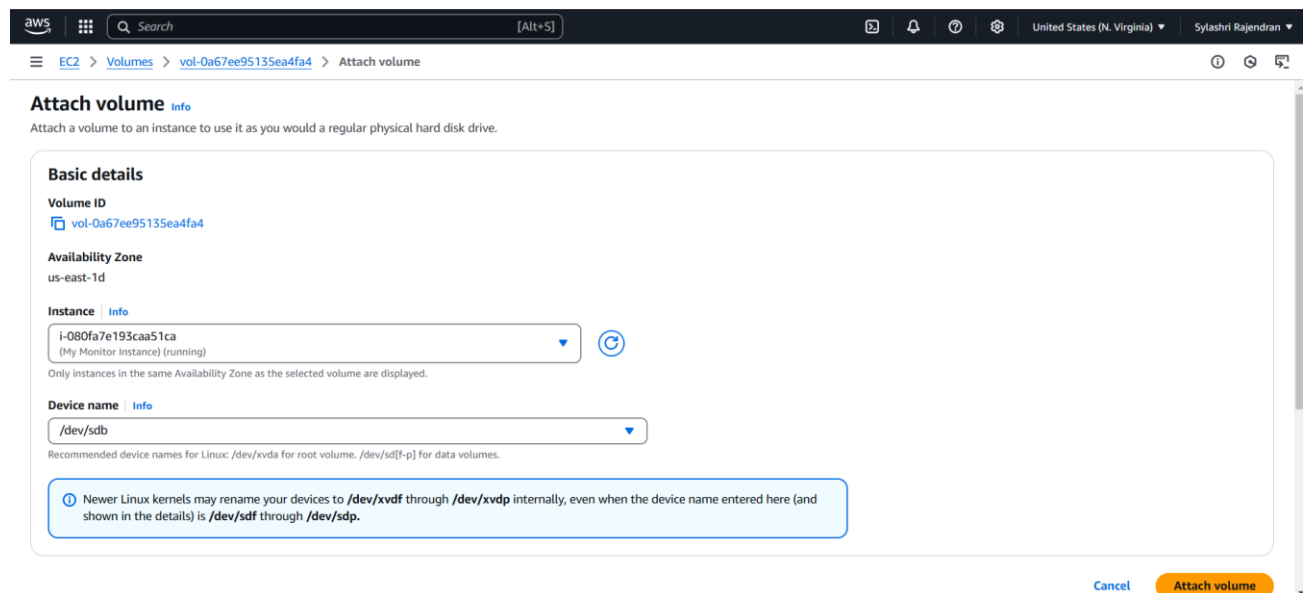 aws
Search [Alt+S]
United States (N. Virginia) ▼
Sylashri Rajendran ▼
EC2 > Volumes > vol-0a67ee95135ea4fa4 > Attach volume
Attach volume Info
Attach a volume to an instance to use it as you would a regular physical hard disk drive.
Basic details
Volume ID
vol-0a67ee95135ea4fa4
Availability Zone
us-east-1d
Instance Info
i-080fa7e193caa51ca
(My Monitor Instance) (running)
Only instances in the same Availability Zone as the selected volume are displayed.
Device name Info
/dev/sdb
Recommended device names for Linux: /dev/xvda for root volume. /dev/sd[f-p] for data volumes.
Newer Linux kernels may rename your devices to /dev/xvdf through /dev/xvdp internally, even when the device name entered here (and
shown in the details) is /dev/sdf through /dev/sdp.
Cancel
Attach volume